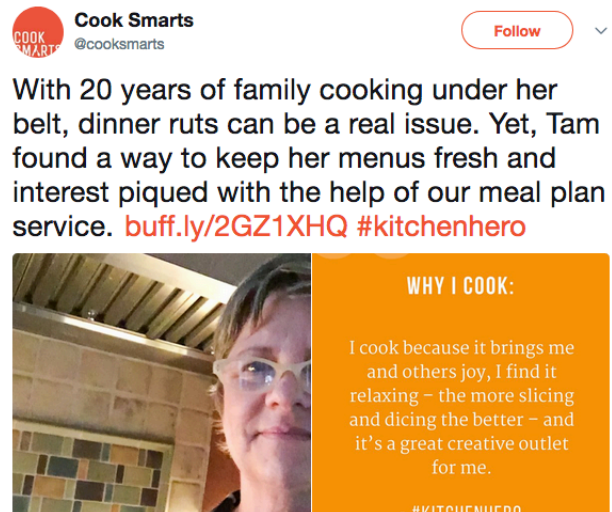 COOK
SMARTS
Cook Smarts
@cooksmarts
Follow
With 20 years of family cooking under her
belt, dinner ruts can be a real issue. Yet, Tam
found a way to keep her menus fresh and
interest piqued with the help of our meal plan
service. buff.ly/2GZ1XHQ #kitchenhero
WHY I COOK:
I cook because it brings me
and others joy, I find it
relaxing – the more slicing
and dicing the better – and
it's a great creative outlet
for me.
#KITCHENHERO